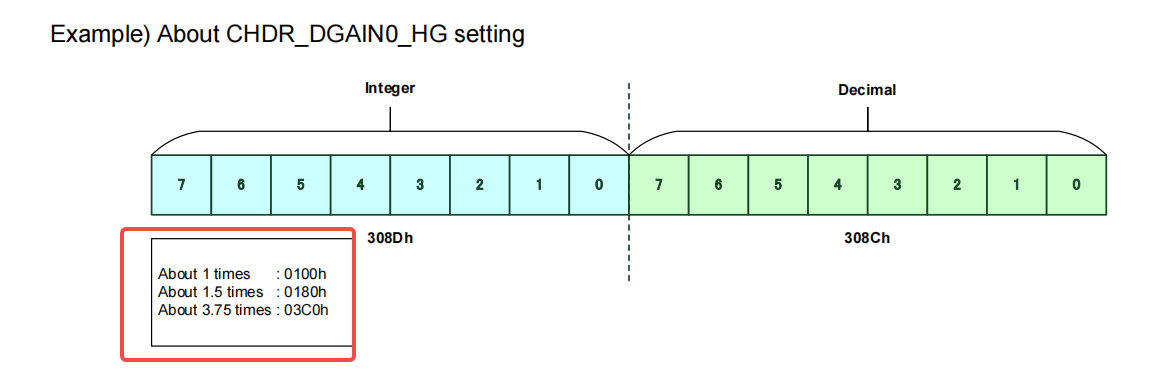 Example) About CHDR_DGAIN0_HG setting
Integer Decimal
7 6 5 4 3 2 1 0 7 6 5 4 3 2 1 0
308Dh 308Ch
About 1 times : 0100h
About 1.5 times : 0180h
About 3.75 times : 03C0h